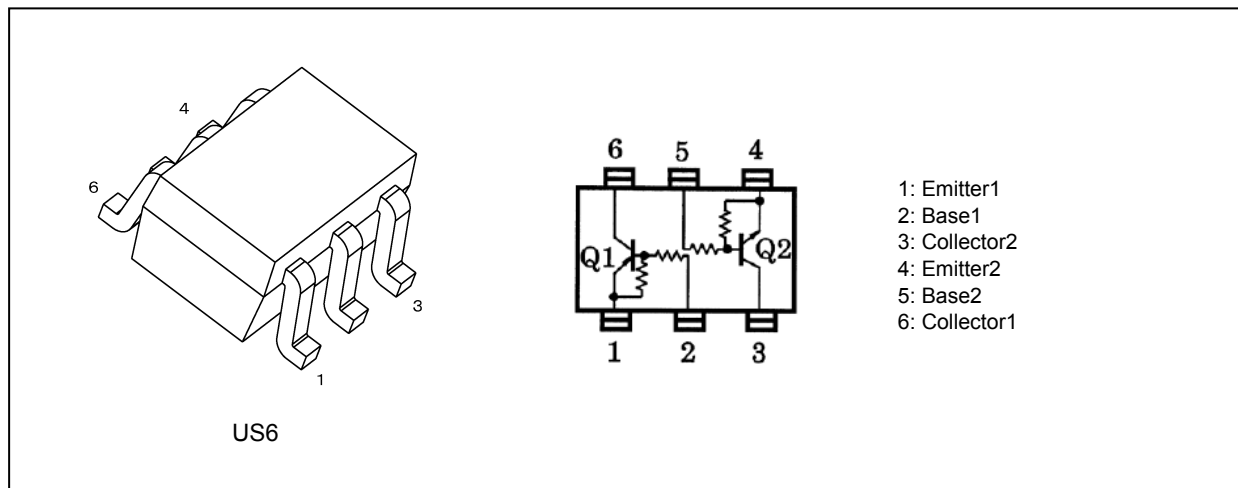 4
6
3
1
US6
6 5 4
Q1 Q2
1 2 3
1: Emitter1
2: Base1
3: Collector2
4: Emitter2
5: Base2
6: Collector1